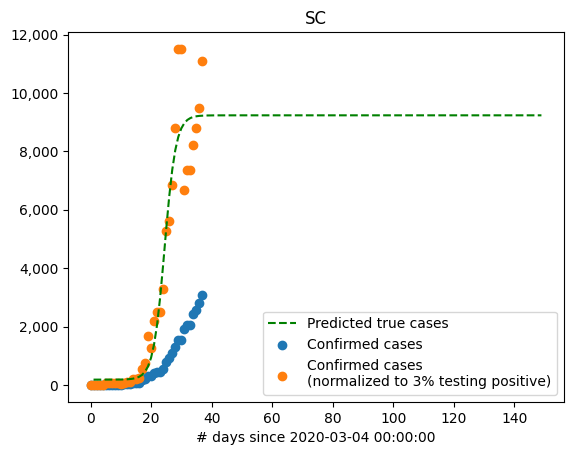 SC
12,000
10,000
8,000
6,000
4,000
2,000
0
Predicted true cases
Confirmed cases
Confirmed cases
(normalized to 3% testing positive)
0 20 40 60 80 100 120 140
# days since 2020-03-04 00:00:00